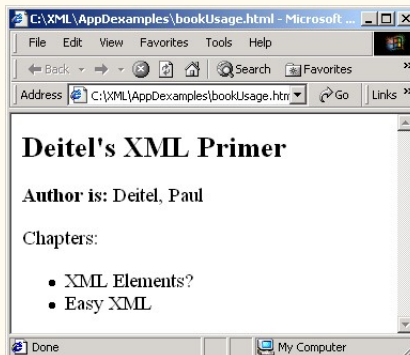 C:\XML\AppDexamples\bookUsage.html - Microsoft ...
File Edit View Favorites Tools Help
Back Search Favorites »
Address C:\XML\AppDexamples\bookUsage.htm Go Links »
Deitel's XML Primer
Author is: Deitel, Paul
Chapters:
• XML Elements?
• Easy XML
Done My Computer